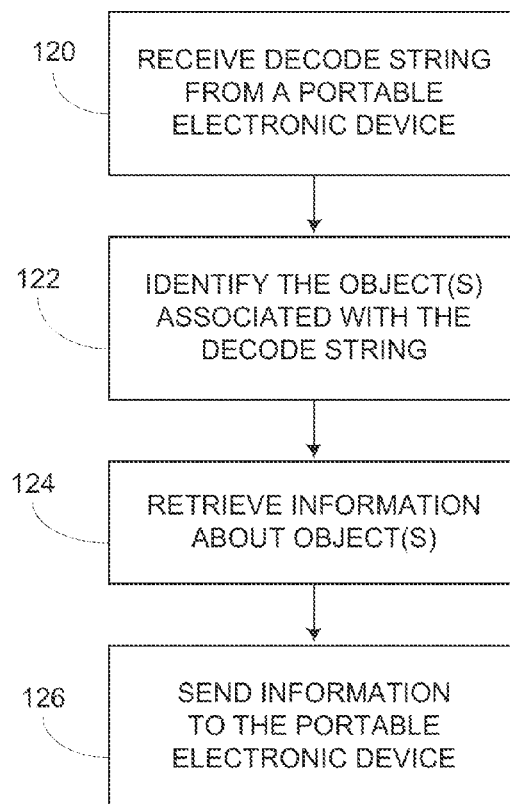 120
RECEIVE DECODE STRING
FROM A PORTABLE
ELECTRONIC DEVICE
122
IDENTIFY THE OBJECT(S)
ASSOCIATED WITH THE
DECODE STRING
124
RETRIEVE INFORMATION
ABOUT OBJECT(S)
126
SEND INFORMATION
TO THE PORTABLE
ELECTRONIC DEVICE